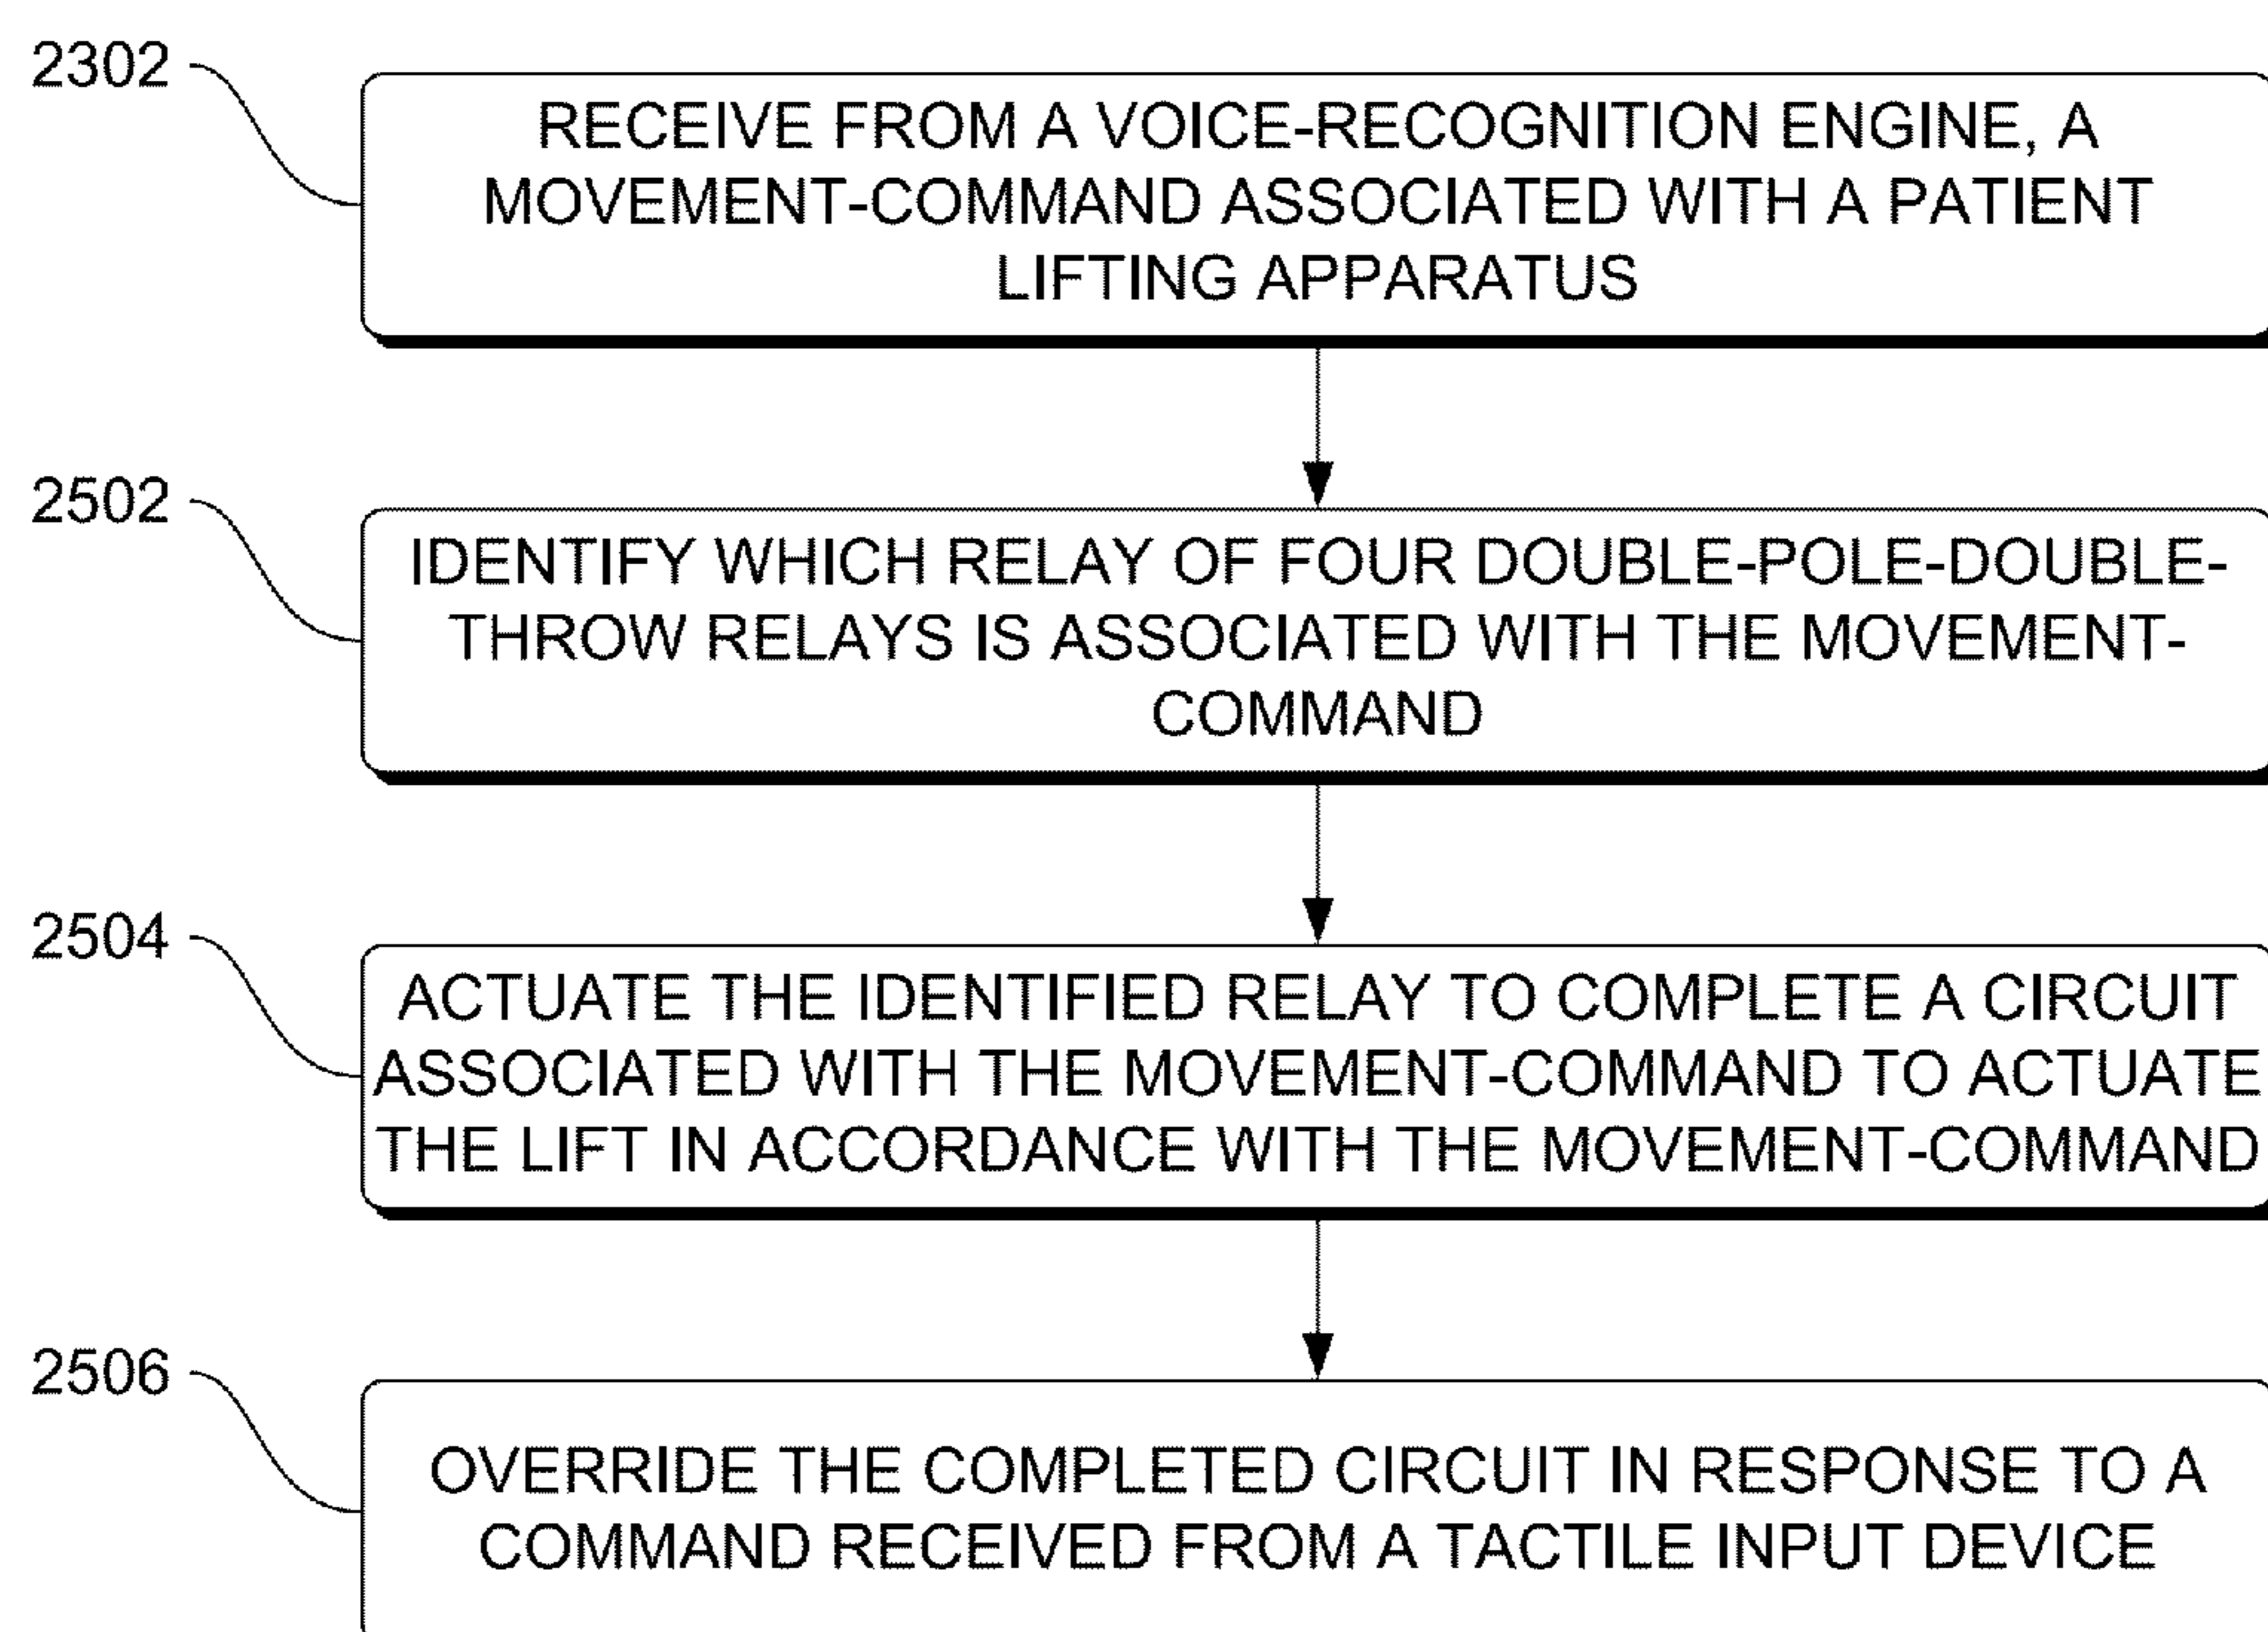 2302
RECEIVE FROM A VOICE-RECOGNITION ENGINE, A
MOVEMENT-COMMAND ASSOCIATED WITH A PATIENT
LIFTING APPARATUS
2502
IDENTIFY WHICH RELAY OF FOUR DOUBLE-POLE-DOUBLE-
THROW RELAYS IS ASSOCIATED WITH THE MOVEMENT-
COMMAND
2504
ACTUATE THE IDENTIFIED RELAY TO COMPLETE A CIRCUIT
ASSOCIATED WITH THE MOVEMENT-COMMAND TO ACTUATE
THE LIFT IN ACCORDANCE WITH THE MOVEMENT-COMMAND
2506
OVERRIDE THE COMPLETED CIRCUIT IN RESPONSE TO A
COMMAND RECEIVED FROM A TACTILE INPUT DEVICE